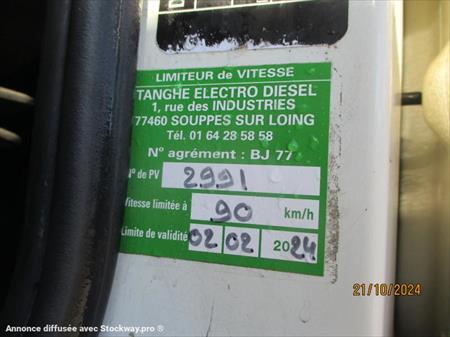 LIMITEUR de VITESSE
TANGHE ELECTRO DIESEL
1, rue des INDUSTRIES
77460 SOUPPES SUR LOING
Tél. 01 64 28 58 58
N° agrément : BJ 77
N° de PV 2991
Vitesse limitée à 90 km/h
Limite de validité 02 02 2024
21/10/2024
Annonce diffusée avec Stockway.pro ®